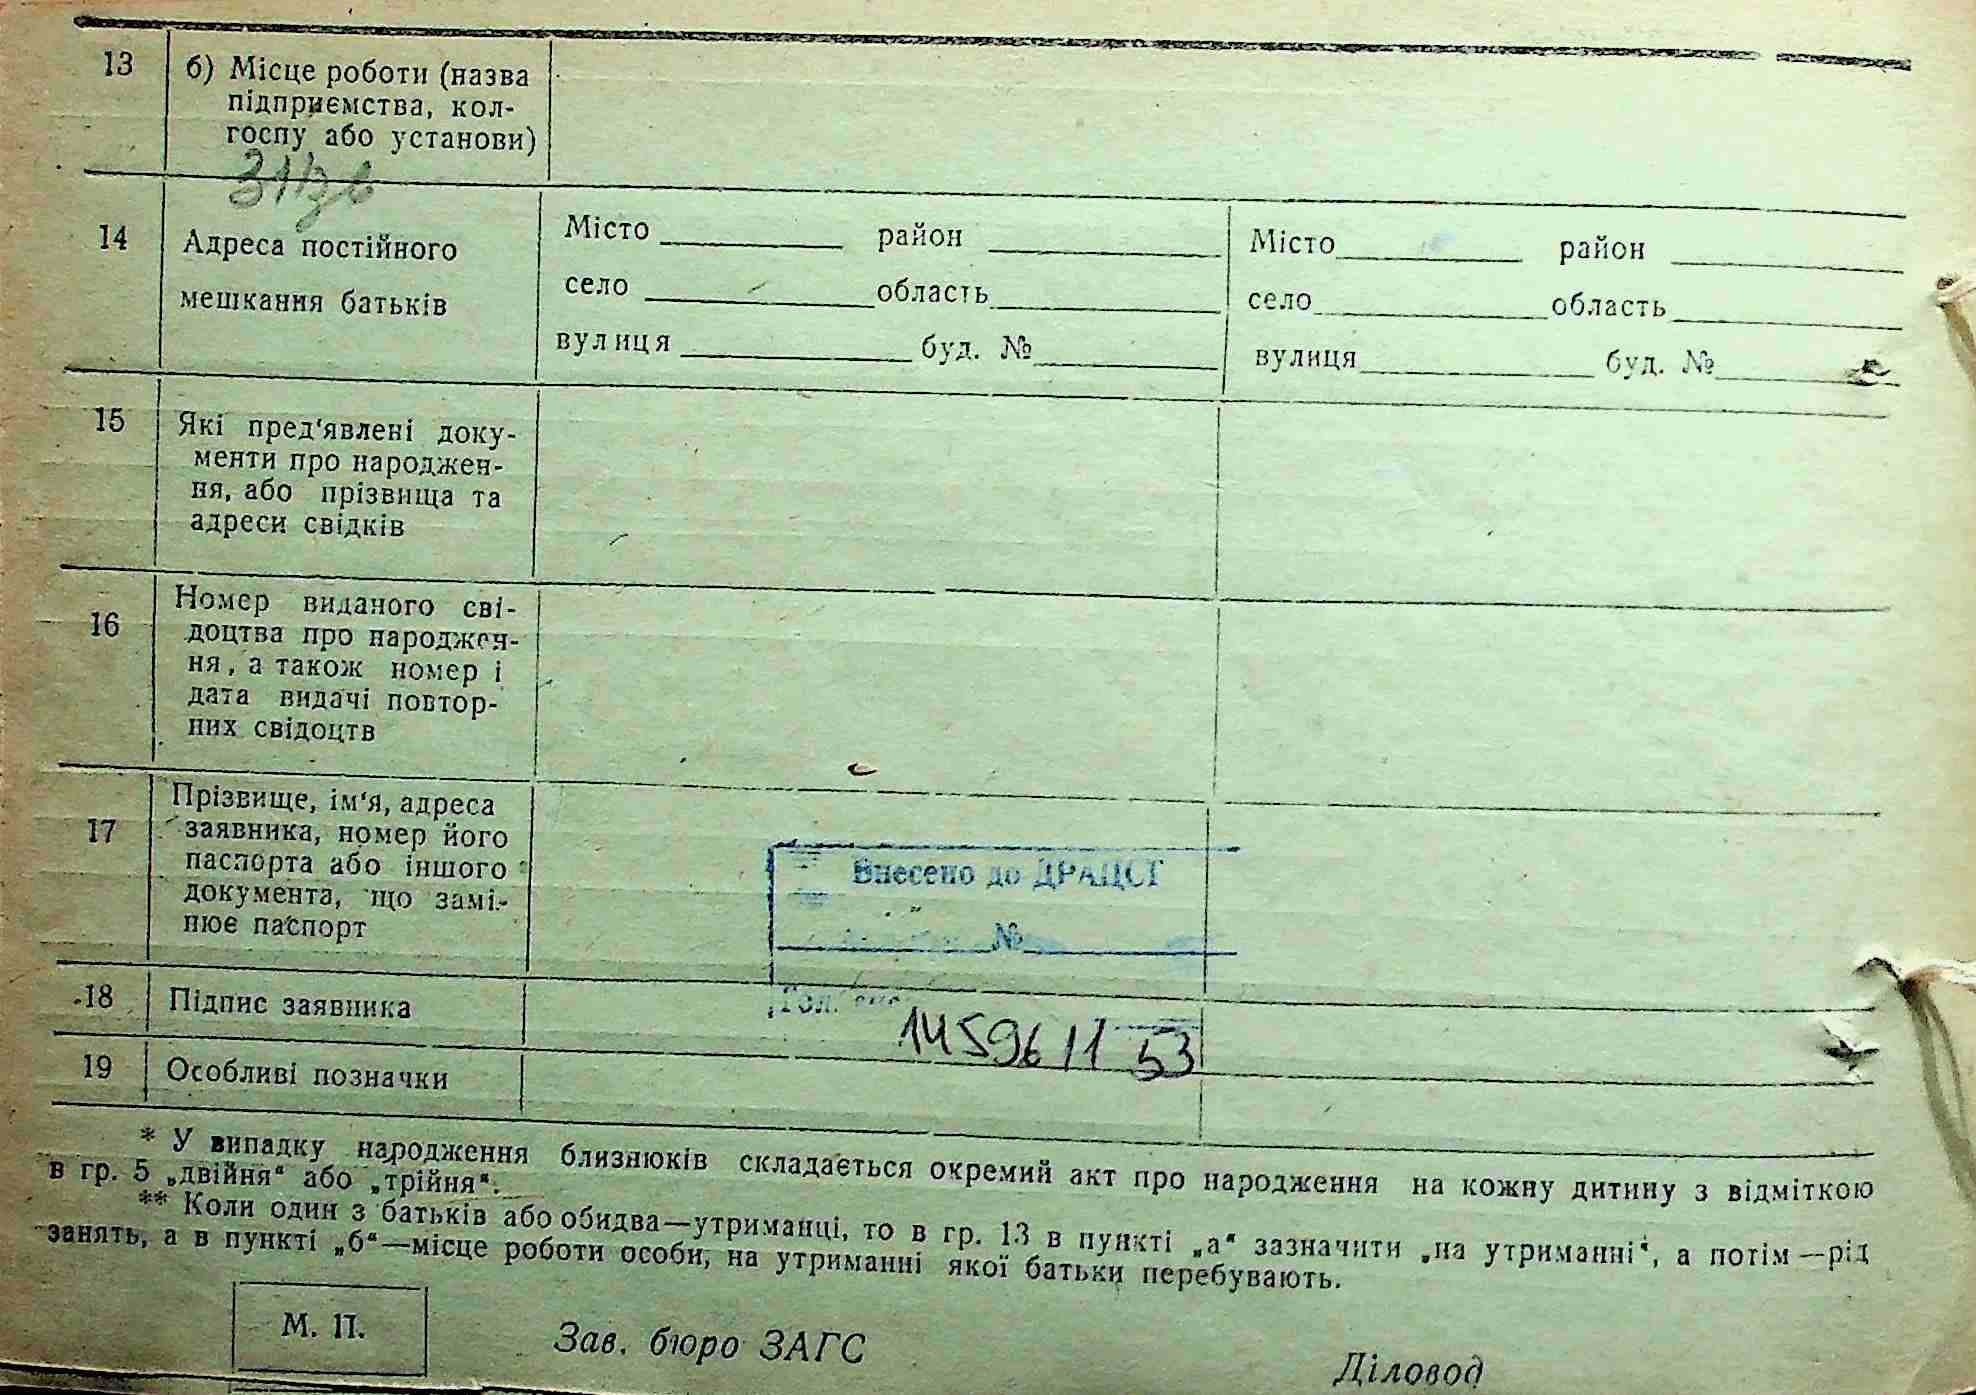 13 б) Місце роботи (назва
підприємства, кол-
госпу або установи)
14 Адреса постійного
мешкання батьків
Місто район
село область
вулиця буд. №
Місто район
село область
вулиця буд. №
15 Які пред'явлені доку-
менти про народжен-
ня, або прізвища та
адреси свідків
16 Номер виданого сві-
доцтва про народжен-
ня, а також номер і
дата видачі повтор-
них свідоцтв
17 Прізвище, ім'я, адреса
заявника, номер його
паспорта або іншого
документа, що замі-
нює паспорт
Внесено до ДРАЦСГ
№
18 Підпис заявника
1459611 53
19 Особливі позначки
* У випадку народження близнюків складається окремий акт про народження на кожну дитину з відміткою
в гр. 5 „двійня“ або „трійня“.
** Коли один з батьків або обидва—утриманці, то в гр. 13 в пункті „а“ зазначити „на утриманні“, а потім—рід
занять, а в пункті „б“—місце роботи особи, на утриманні якої батьки перебувають.
М. П.
Зав. бюро ЗАГС
Діловод